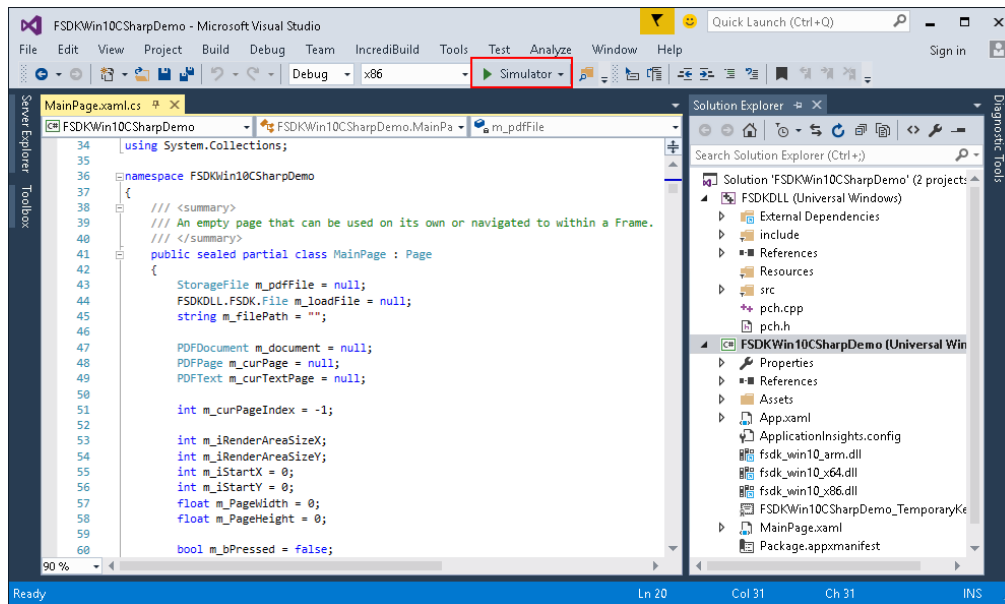 FSDKWin10CSharpDemo - Microsoft Visual Studio
Quick Launch (Ctrl+Q)
File Edit View Project Build Debug Team IncrediBuild Tools Test Analyze Window Help
Sign in
Debug x86 Simulator
Server Explorer
Toolbox
MainPage.xaml.cs
FSDKWin10CSharpDemo FSDKWin10CSharpDemo.MainPa m_pdfFile
34 using System.Collections;
35
36 namespace FSDKWin10CSharpDemo
37 {
38 /// <summary>
39 /// An empty page that can be used on its own or navigated to within a Frame.
40 /// </summary>
41 public sealed partial class MainPage : Page
42 {
43 StorageFile m_pdfFile = null;
44 FSDKDLL.FSDK.File m_loadFile = null;
45 string m_filePath = "";
46
47 PDFDocument m_document = null;
48 PDFPage m_curPage = null;
49 PDFText m_curTextPage = null;
50
51 int m_curPageIndex = -1;
52
53 int m_iRenderAreaSizeX;
54 int m_iRenderAreaSizeY;
55 int m_iStartX = 0;
56 int m_iStartY = 0;
57 float m_PageWidth = 0;
58 float m_PageHeight = 0;
59
60 bool m_bPressed = false;
90 %
Solution Explorer
Search Solution Explorer (Ctrl+;)
Solution 'FSDKWin10CSharpDemo' (2 projects
FSDKDLL (Universal Windows)
External Dependencies
include
References
Resources
src
pch.cpp
pch.h
FSDKWin10CSharpDemo (Universal Win
Properties
References
Assets
App.xaml
ApplicationInsights.config
fsdk_win10_arm.dll
fsdk_win10_x64.dll
fsdk_win10_x86.dll
FSDKWin10CSharpDemo_TemporaryKe
MainPage.xaml
Package.appxmanifest
Diagnostic Tools
Ready Ln 20 Col 31 Ch 31 INS